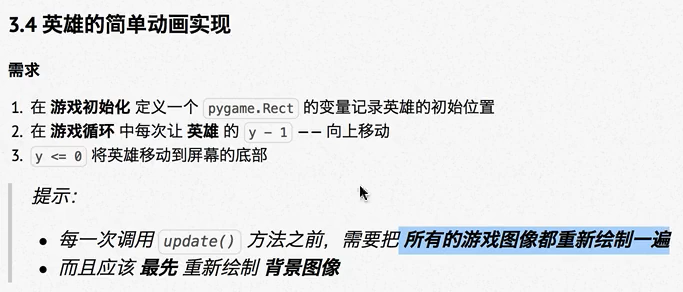 3.4 英雄的简单动画实现
需求
1. 在 游戏初始化 定义一个 pygame.Rect 的变量记录英雄的初始位置
2. 在 游戏循环 中每次让 英雄 的 y - 1 —— 向上移动
3. y <= 0 将英雄移动到屏幕的底部
提示：
• 每一次调用 update() 方法之前，需要把 所有的游戏图像都重新绘制一遍
• 而且应该 最先 重新绘制 背景图像